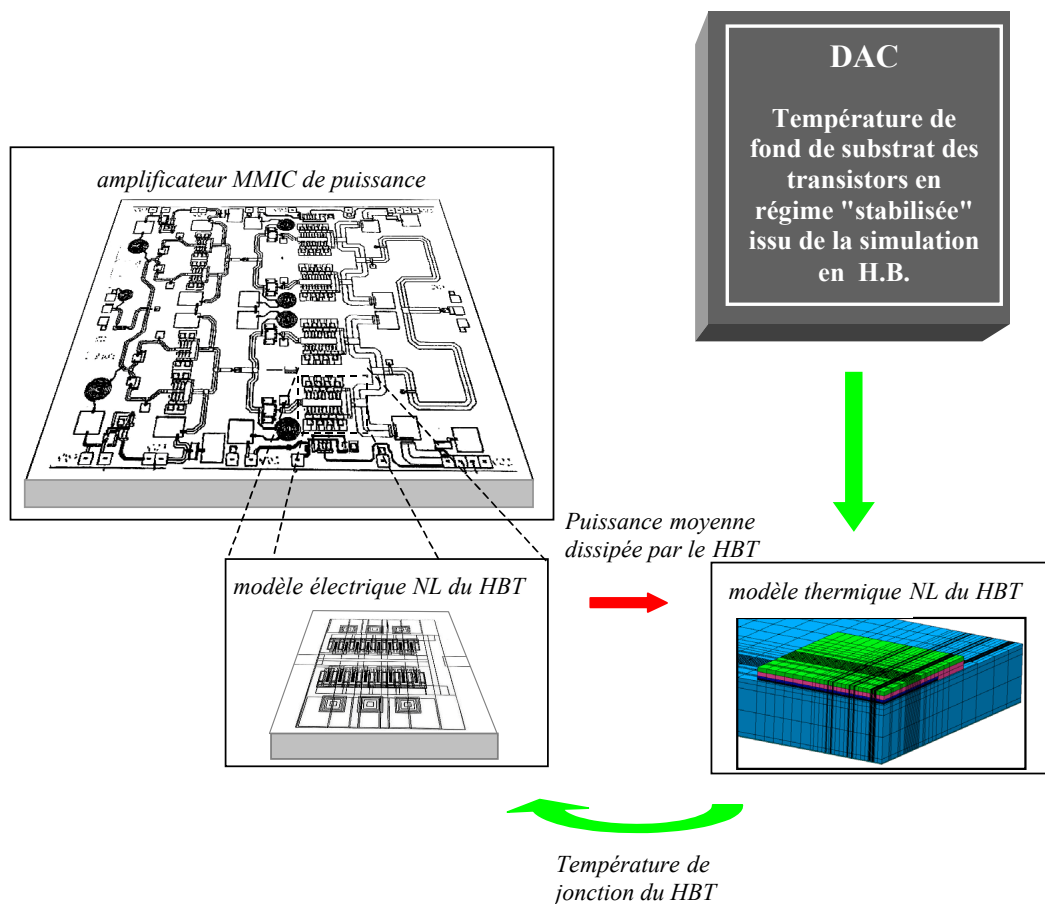 DAC
Température de
fond de substrat des
transistors en
régime "stabilisée"
issu de la simulation
en H.B.
amplificateur MMIC de puissance
Puissance moyenne
dissipée par le HBT
modèle électrique NL du HBT
modèle thermique NL du HBT
Température de
jonction du HBT